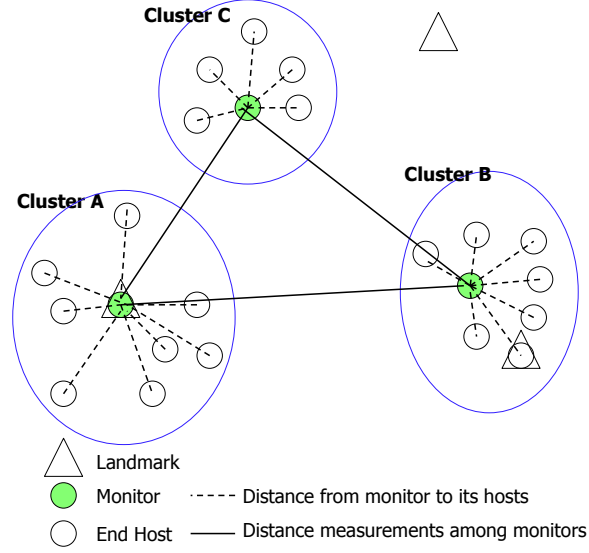 Cluster C
Cluster B
Cluster A
Landmark
Monitor
Distance from monitor to its hosts
End Host
Distance measurements among monitors